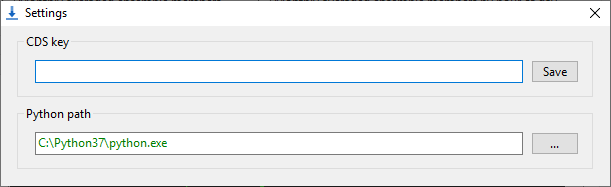 Settings
CDS key
Save
Python path
C:\Python37\python.exe
...